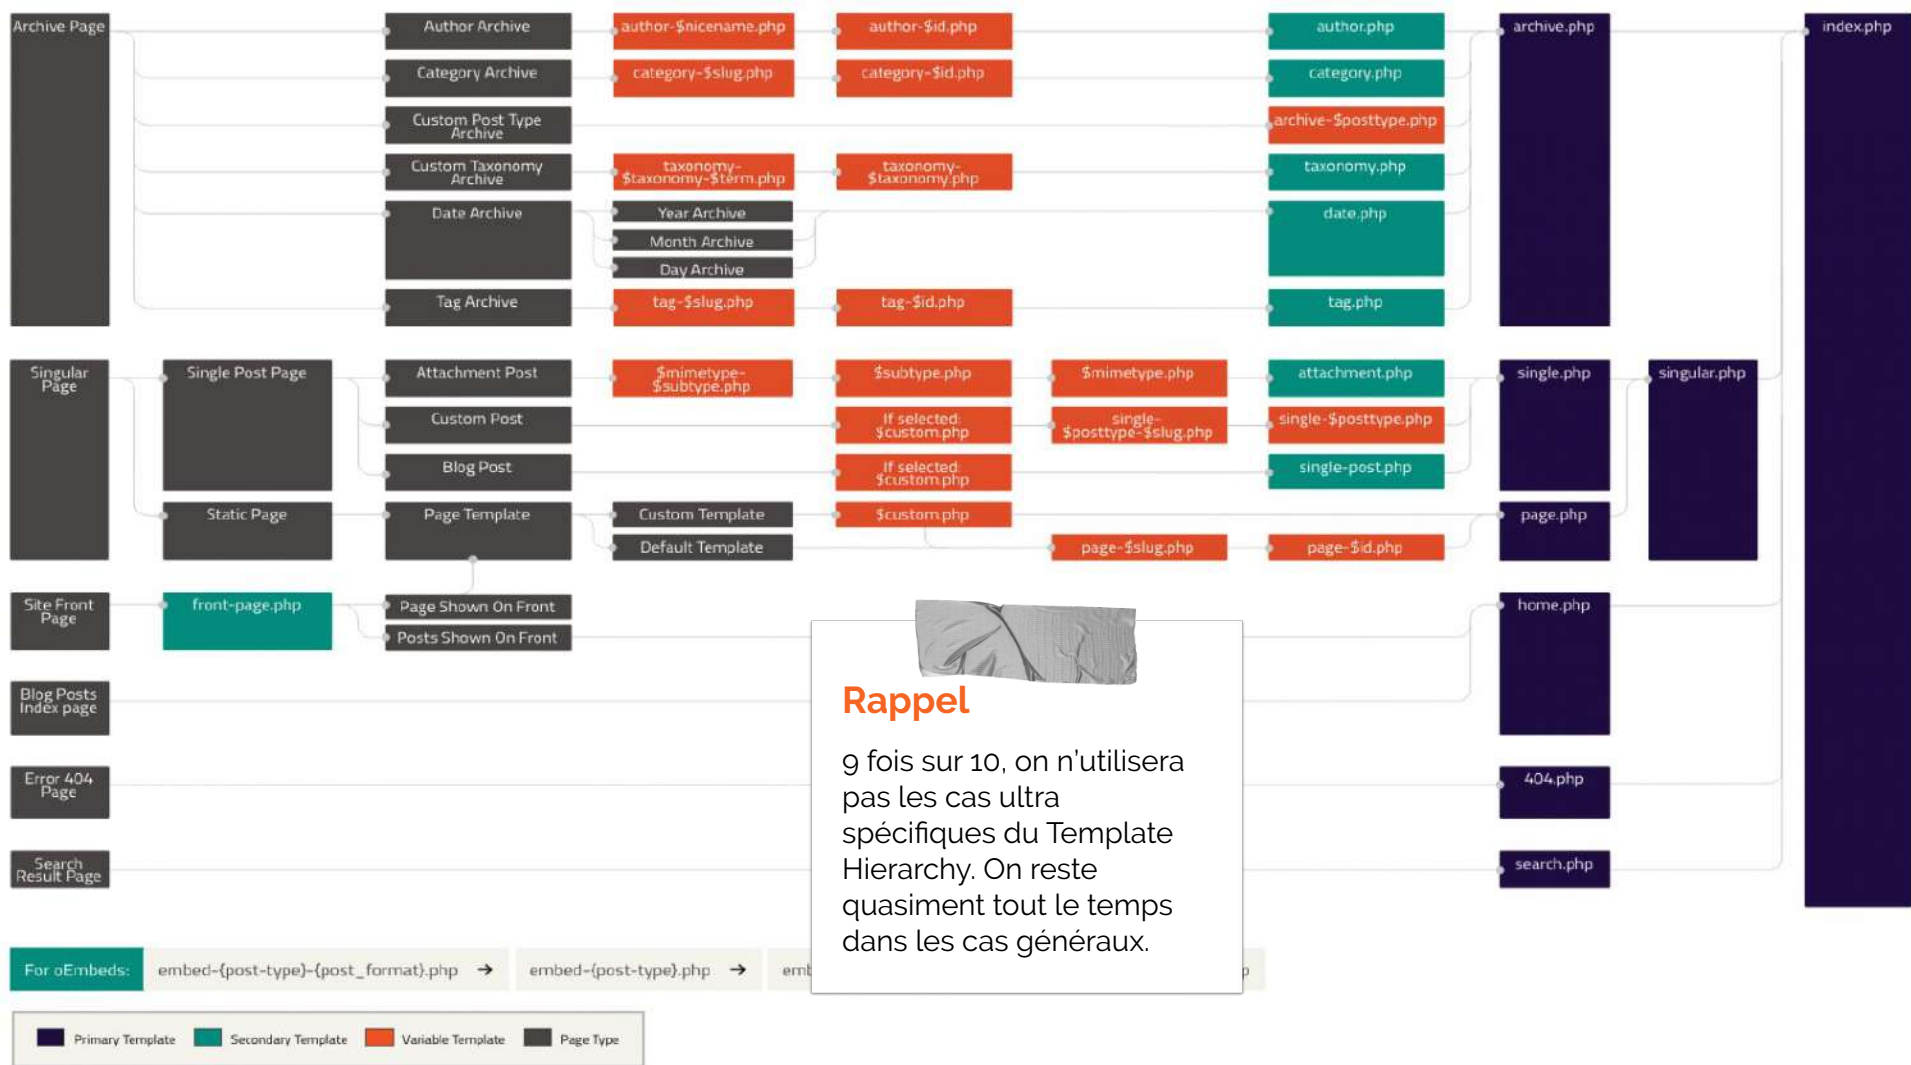 Archive Page
Author Archive
author-$nicename.php
author-$id.php
author.php
archive.php
index.php
Category Archive
category-$slug.php
category-$id.php
category.php
Custom Post Type
Archive
archive-$posttype.php
Custom Taxonomy
Archive
taxonomy-
$taxonomy-$term.php
taxonomy-
$taxonomy.php
taxonomy.php
Date Archive
Year Archive
Month Archive
Day Archive
date.php
Tag Archive
tag-$slug.php
tag-$id.php
tag.php
Singular
Page
Single Post Page
Attachment Post
$mimetype-
$subtype.php
$subtype.php
$mimetype.php
attachment.php
single.php
singular.php
Custom Post
If selected:
$custom.php
single-
$posttype-$slug.php
single-$posttype.php
Blog Post
If selected:
$custom.php
single-post.php
Static Page
Page Template
Custom Template
$custom.php
page.php
Default Template
page-$slug.php
page-$id.php
Site Front
Page
front-page.php
Page Shown On Front
Posts Shown On Front
home.php
Blog Posts
Index page
Error 404
Page
404.php
Search
Result Page
search.php
Rappel
9 fois sur 10, on n’utilisera
pas les cas ultra
spécifiques du Template
Hierarchy. On reste
quasiment tout le temps
dans les cas généraux.
For oEmbeds:
embed-{post-type}-{post_format}.php →
embed-{post-type}.php →
Primary Template
Secondary Template
Variable Template
Page Type